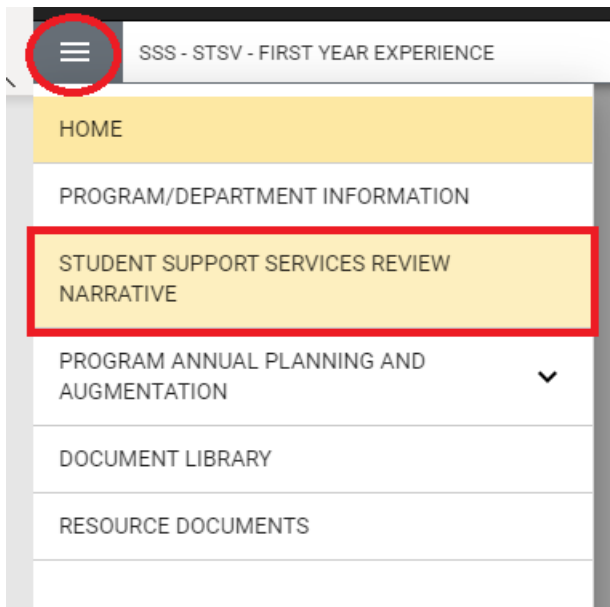 SSS - STSV - FIRST YEAR EXPERIENCE
HOME
PROGRAM/DEPARTMENT INFORMATION
STUDENT SUPPORT SERVICES REVIEW
NARRATIVE
PROGRAM ANNUAL PLANNING AND
AUGMENTATION
DOCUMENT LIBRARY
RESOURCE DOCUMENTS